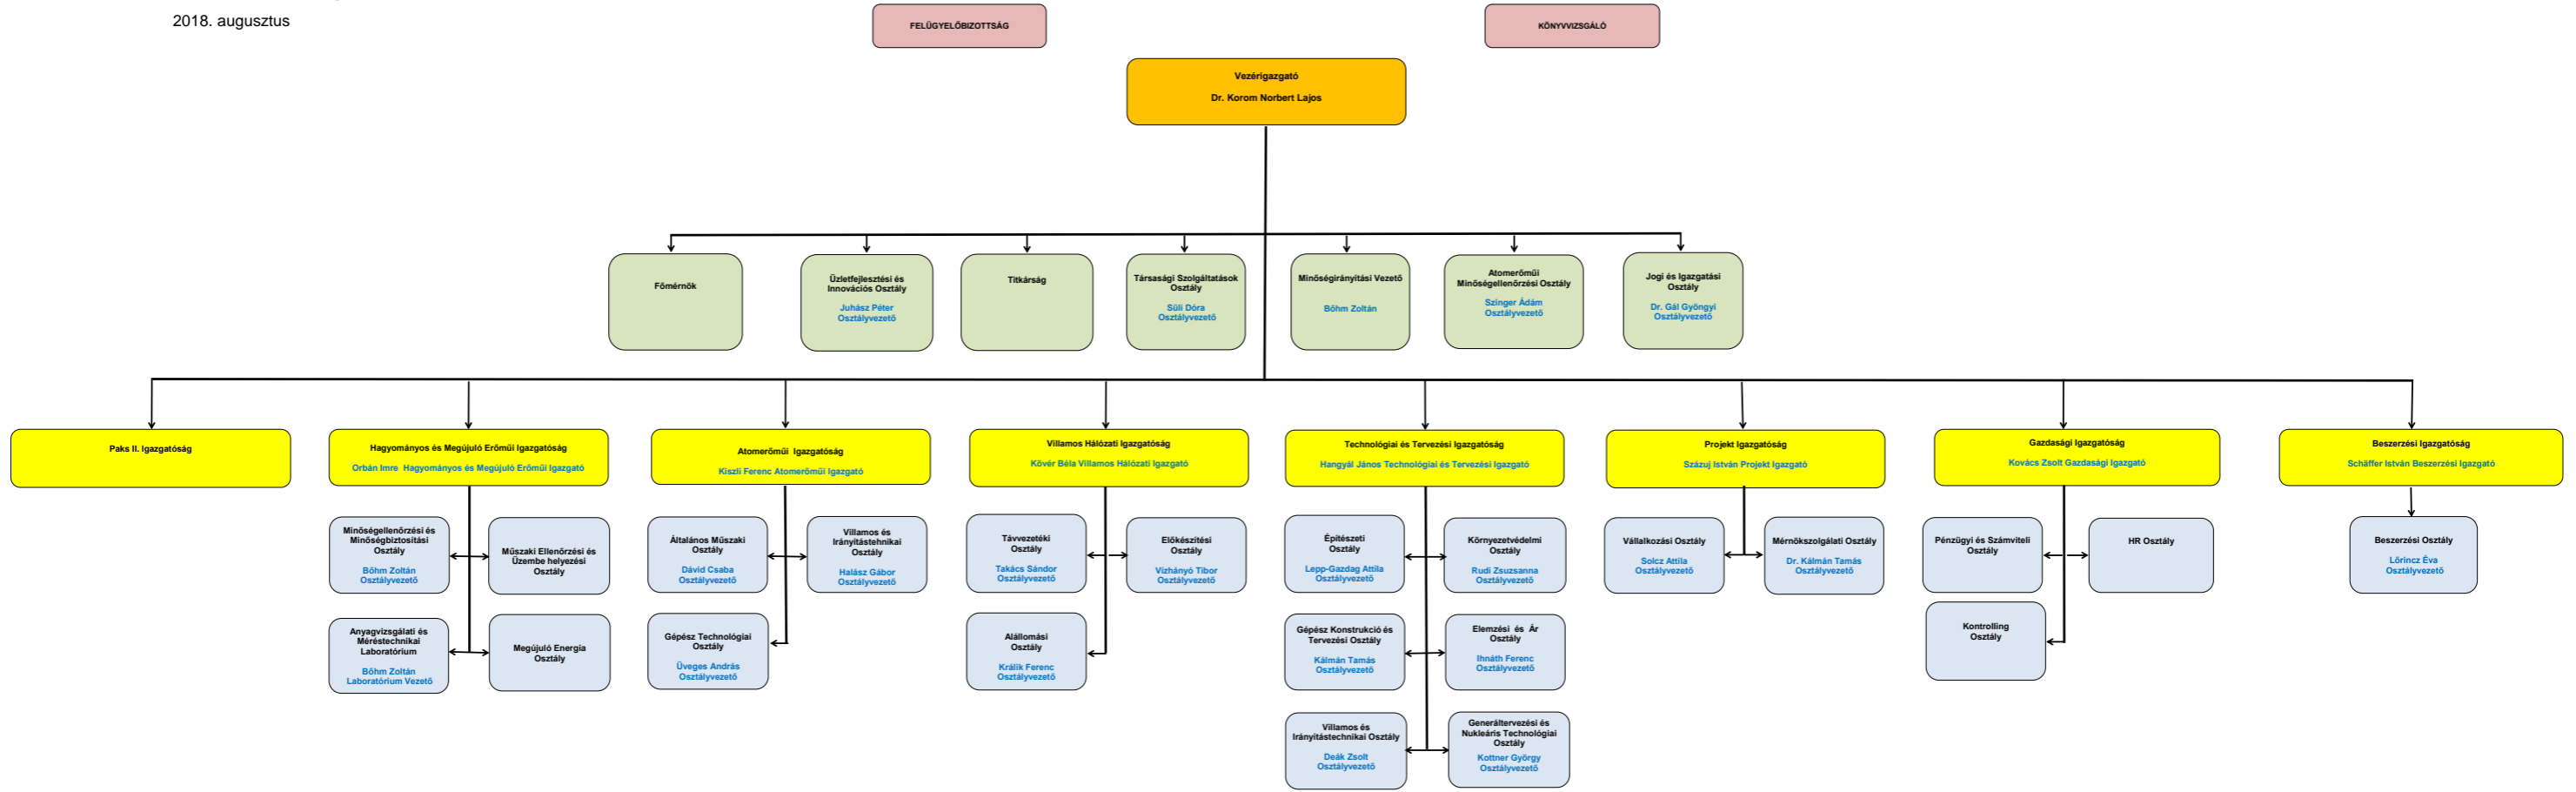 2018. augusztus
FELÜGYELŐBIZOTTSÁG
KÖNYVVIZSGÁLÓ
Vezérigazgató
Dr. Korom Norbert Lajos
Főmérnök
Üzletfejlesztési és
Innovációs Osztály
Juhász Péter
Osztályvezető
Titkárság
Társasági Szolgáltatások
Osztály
Süli Dóra
Osztályvezető
Minőségirányítási Vezető
Bőhm Zoltán
Atomerőműi
Minőségellenőrzési Osztály
Szinger Ádám
Osztályvezető
Jogi és Igazgatási
Osztály
Dr. Gál Gyöngyi
Osztályvezető
Paks II. Igazgatóság
Hagyományos és Megújuló Erőműi Igazgatóság
Orbán Imre  Hagyományos és Megújuló Erőműi Igazgató
Atomerőműi  Igazgatóság
Kiszli Ferenc Atomerőműi Igazgató
Villamos Hálózati Igazgatóság
Kövér Béla Villamos Hálózati Igazgató
Technológiai és Tervezési Igazgatóság
Hangyál János Technológiai és Tervezési Igazgató
Projekt Igazgatóság
Százuj István Projekt Igazgató
Gazdasági Igazgatóság
Kovács Zsolt Gazdasági Igazgató
Beszerzési Igazgatóság
Schäffer István Beszerzési Igazgató
Minőségellenőrzési és
Minőségbiztosítási
Osztály
Bőhm Zoltán
Osztályvezető
Műszaki Ellenőrzési és
Üzembe helyezési
Osztály
Anyagvizsgálati és
Méréstechnikai
Laboratórium
Bőhm Zoltán
Laboratórium Vezető
Megújuló Energia
Osztály
Általános Műszaki
Osztály
Dávid Csaba
Osztályvezető
Villamos és
Irányítástehnikai
Osztály
Halász Gábor
Osztályvezető
Gépész Technológiai
Osztály
Üveges András
Osztályvezető
Távvezetéki
Osztály
Takács Sándor
Osztályvezető
Előkészítési
Osztály
Vízhányó Tibor
Osztályvezető
Alállomási
Osztály
Králik Ferenc
Osztályvezető
Építészeti
Osztály
Lepp-Gazdag Attila
Osztályvezető
Környezetvédelmi
Osztály
Rudi Zsuzsanna
Osztályvezető
Gépész Konstrukció és
Tervezési Osztály
Kálmán Tamás
Osztályvezető
Elemzési  és  Ár
Osztály
Ihnáth Ferenc
Osztályvezető
Villamos és
Irányítástechnikai Osztály
Deák Zsolt
Osztályvezető
Generáltervezési és
Nukleáris Technológiai
Osztály
Kottner György
Osztályvezető
Vállalkozási Osztály
Solcz Attila
Osztályvezető
Mérnökszolgálati Osztály
Dr. Kálmán Tamás
Osztályvezető
Pénzügyi és Számviteli
Osztály
HR Osztály
Kontrolling
Osztály
Beszerzési Osztály
Lőrincz Éva
Osztályvezető